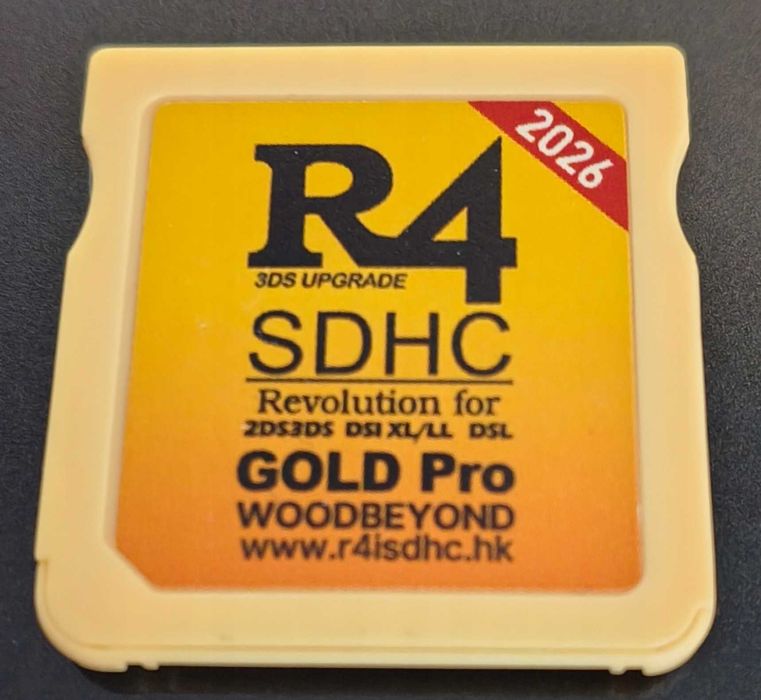 2026
R4
3DS UPGRADE
SDHC
Revolution for
2DS3DS DSI XL/LL DSL
GOLD Pro
WOODBEYOND
www.r4isdhc.hk